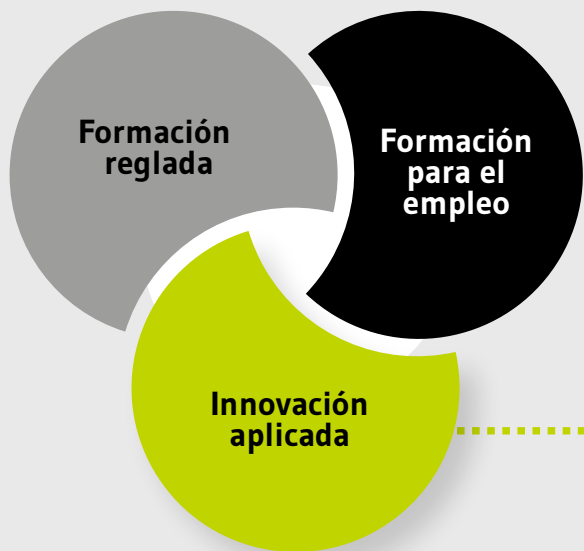 Formación
reglada
Formación
para el
empleo
Innovación
aplicada